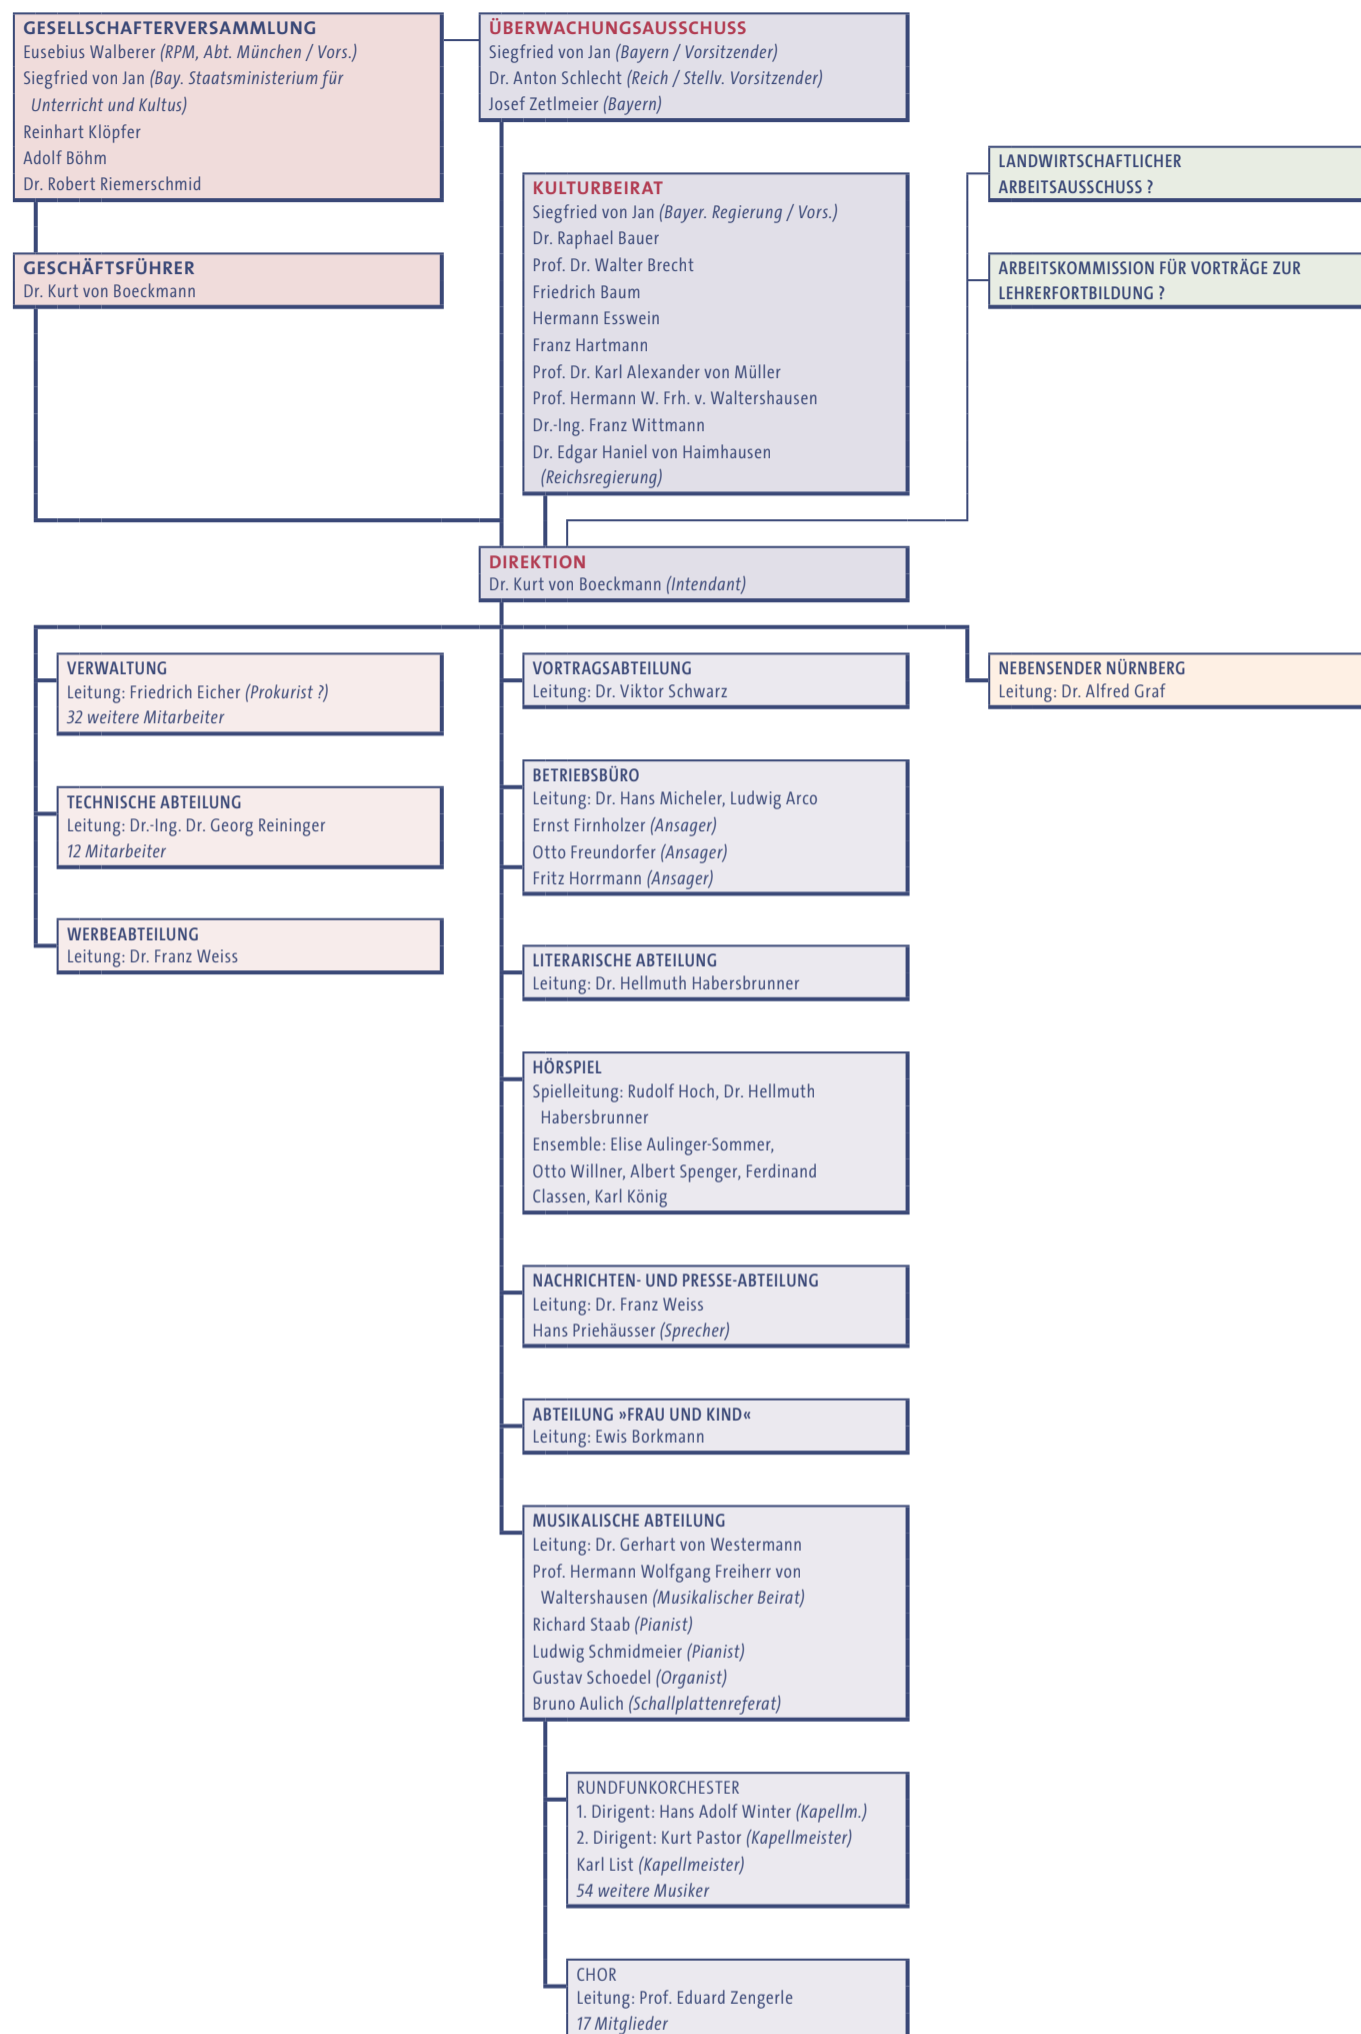 GESELLSCHAFTERVERSAMMLUNG
Eusebius Walberer (RPM, Abt. München / Vors.)
Siegfried von Jan (Bay. Staatsministerium für
Unterricht und Kultus)
Reinhart Klöpfer
Adolf Böhm
Dr. Robert Riemerschmid
GESCHÄFTSFÜHRER
Dr. Kurt von Boeckmann
ÜBERWACHUNGSAUSSCHUSS
Siegfried von Jan (Bayern / Vorsitzender)
Dr. Anton Schlecht (Reich / Stellv. Vorsitzender)
Josef Zetlmeier (Bayern)
KULTURBEIRAT
Siegfried von Jan (Bayer. Regierung / Vors.)
Dr. Raphael Bauer
Prof. Dr. Walter Brecht
Friedrich Baum
Hermann Esswein
Franz Hartmann
Prof. Dr. Karl Alexander von Müller
Prof. Hermann W. Frh. v. Waltershausen
Dr.-Ing. Franz Wittmann
Dr. Edgar Haniel von Haimhausen
(Reichsregierung)
LANDWIRTSCHAFTLICHER
ARBEITSAUSSCHUSS ?
ARBEITSKOMMISSION FÜR VORTRÄGE ZUR
LEHRERFORTBILDUNG ?
DIREKTION
Dr. Kurt von Boeckmann (Intendant)
VERWALTUNG
Leitung: Friedrich Eicher (Prokurist ?)
32 weitere Mitarbeiter
TECHNISCHE ABTEILUNG
Leitung: Dr.-Ing. Dr. Georg Reininger
12 Mitarbeiter
WERBEABTEILUNG
Leitung: Dr. Franz Weiss
VORTRAGSABTEILUNG
Leitung: Dr. Viktor Schwarz
BETRIEBSBÜRO
Leitung: Dr. Hans Micheler, Ludwig Arco
Ernst Firnholzer (Ansager)
Otto Freundorfer (Ansager)
Fritz Horrmann (Ansager)
LITERARISCHE ABTEILUNG
Leitung: Dr. Hellmuth Habersbrunner
HÖRSPIEL
Spielleitung: Rudolf Hoch, Dr. Hellmuth
Habersbrunner
Ensemble: Elise Aulinger-Sommer,
Otto Willner, Albert Spenger, Ferdinand
Classen, Karl König
NACHRICHTEN- UND PRESSE-ABTEILUNG
Leitung: Dr. Franz Weiss
Hans Priehäusser (Sprecher)
ABTEILUNG »FRAU UND KIND«
Leitung: Ewis Borkmann
MUSIKALISCHE ABTEILUNG
Leitung: Dr. Gerhart von Westermann
Prof. Hermann Wolfgang Freiherr von
Waltershausen (Musikalischer Beirat)
Richard Staab (Pianist)
Ludwig Schmidmeier (Pianist)
Gustav Schoedel (Organist)
Bruno Aulich (Schallplattenreferat)
RUNDFUNKORCHESTER
1. Dirigent: Hans Adolf Winter (Kapellm.)
2. Dirigent: Kurt Pastor (Kapellmeister)
Karl List (Kapellmeister)
54 weitere Musiker
CHOR
Leitung: Prof. Eduard Zengerle
17 Mitglieder
NEBENSENDER NÜRNBERG
Leitung: Dr. Alfred Graf